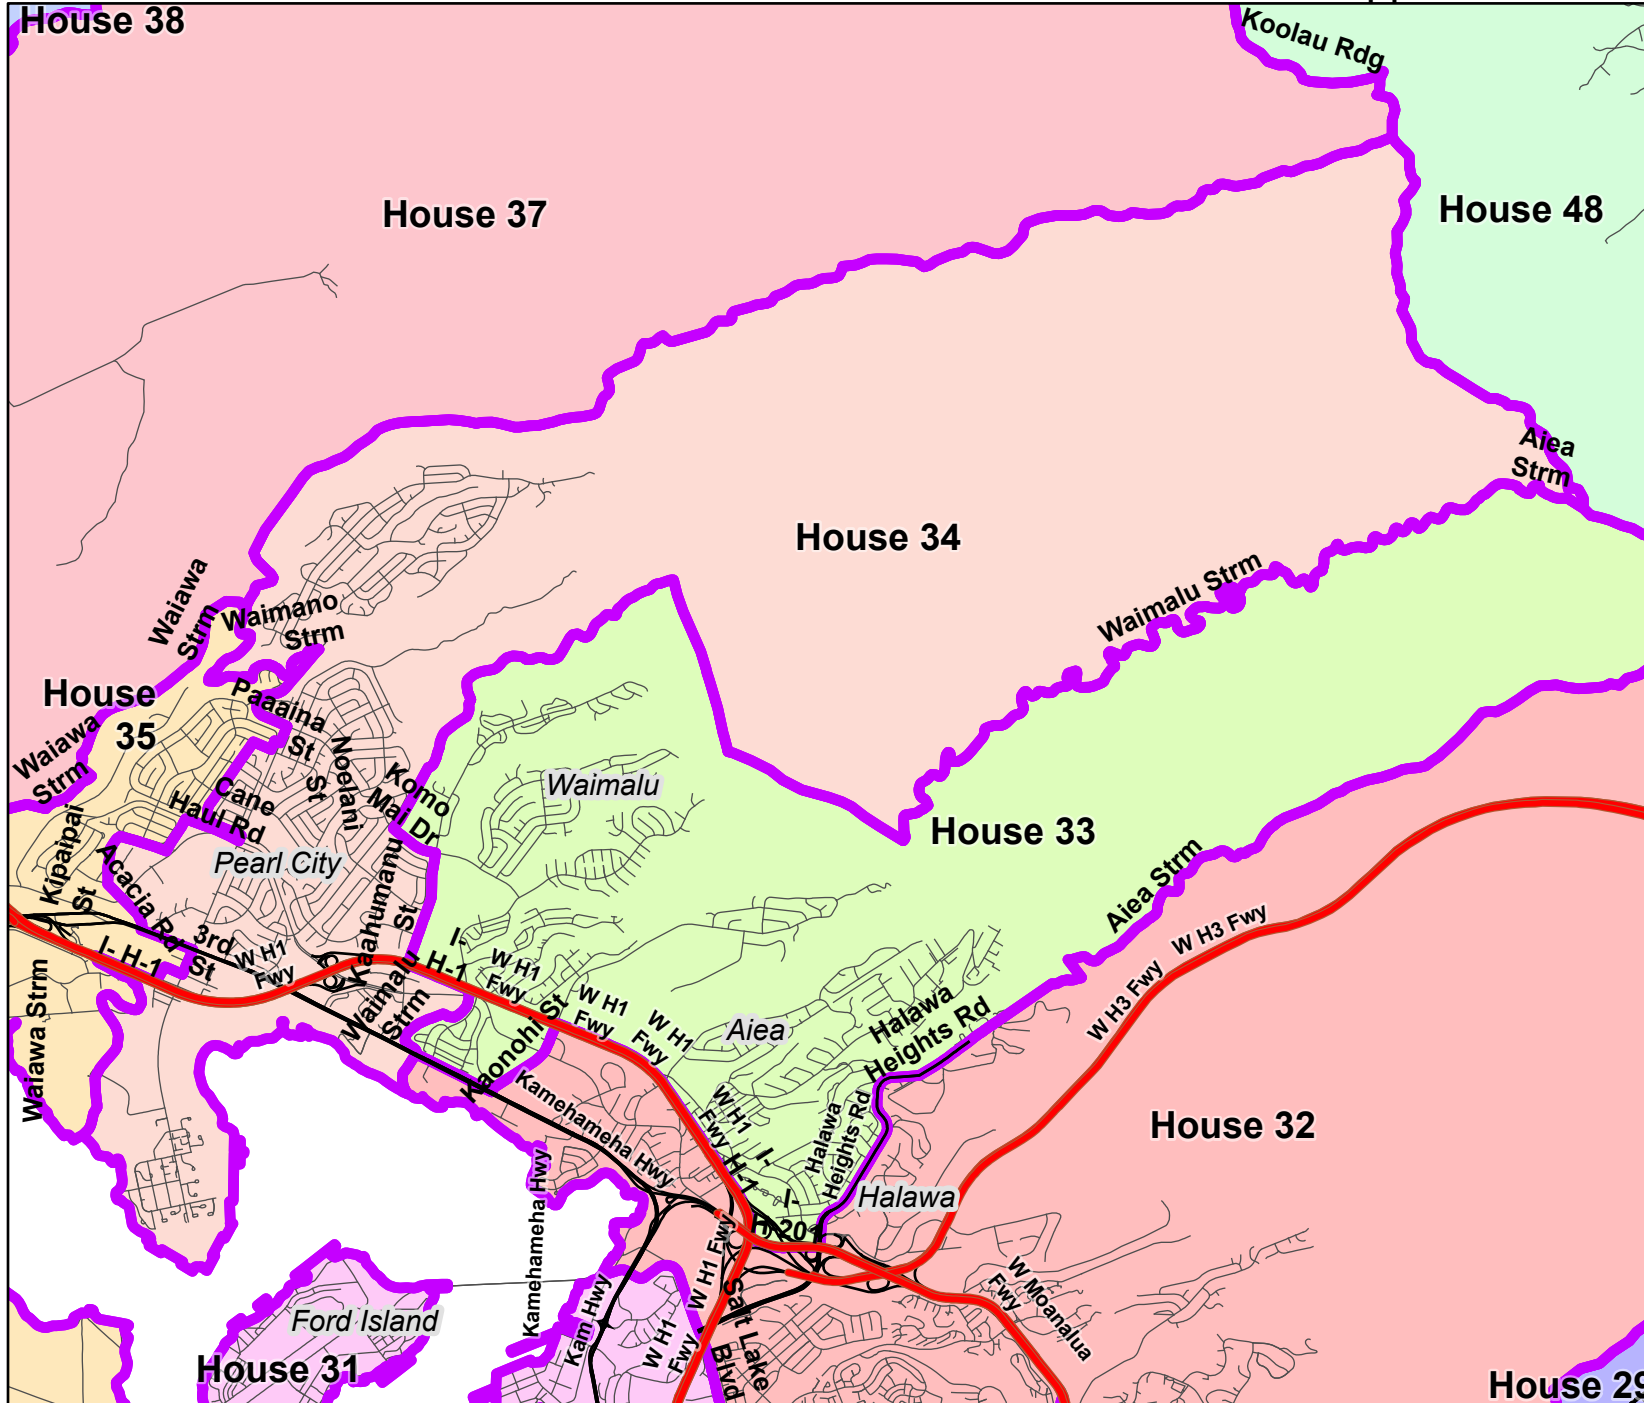 House 38
Koolau Rdg
House 37
House 48
Aiea
Strm
House 34
Waiawa
Strm
Waimano
Strm
Waimalu Strm
House
35
Paaaina
St
Waiawa
Strm
Noelani
St
Komo
Mai Dr
Waimalu
Cane
Haul Rd
House 33
Kipaipai
St
Acacia Rd
Pearl City
Kaahumanu
St
Aiea Strm
3rd
St
W H1
Fwy
I- H-1
I-
H-1
W H1
Fwy
W H3 Fwy
W H3 Fwy
Waiawa Strm
Waimalu
Strm
Kaonohi St
W H1
Fwy
W H1
Fwy
Aiea
Halawa
Heights Rd
Kamehameha Hwy
W H1
Fwy
I-
H-1
Halawa
Heights Rd
House 32
Kamehameha Hwy
Halawa
I-
H-201
W H1 Fwy
W Moanalua
Fwy
Ford Island
Kam Hwy
W H1
Fwy
Salt Lake
Blvd
House 31
House 29